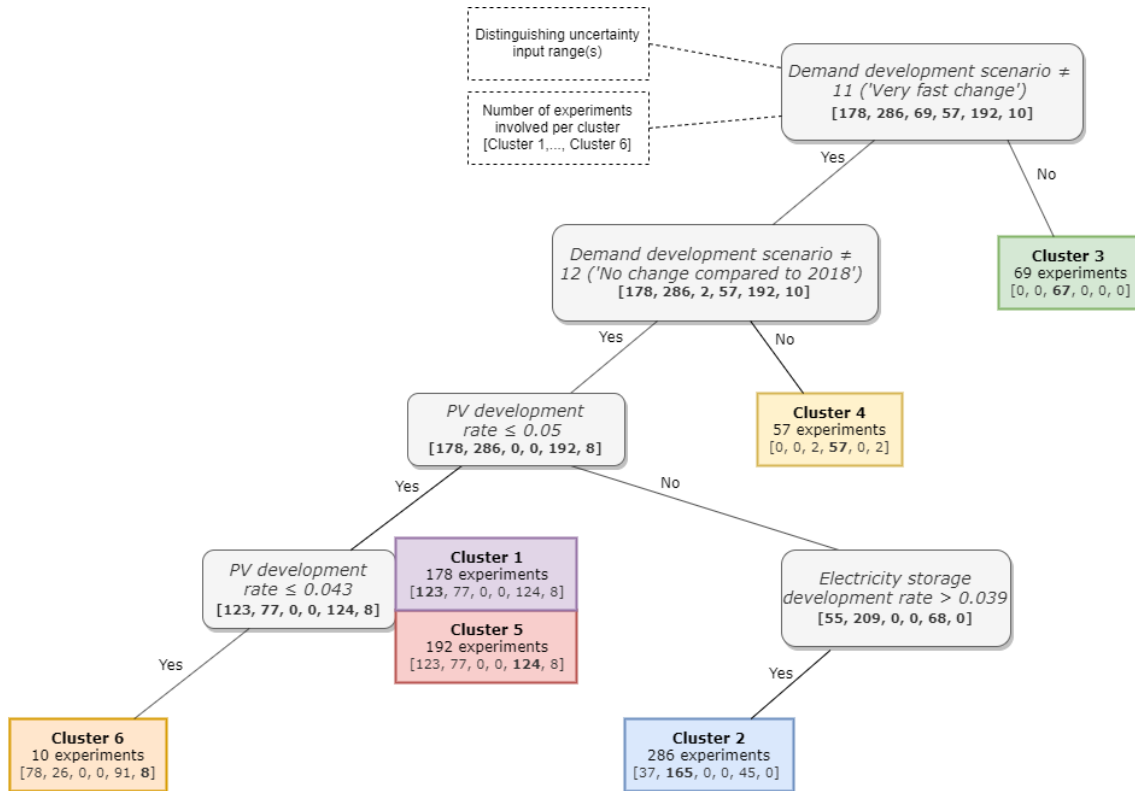 Distinguishing uncertainty
input range(s)
Number of experiments
involved per cluster
[Cluster 1,..., Cluster 6]
Demand development scenario ≠
11 ('Very fast change')
[178, 286, 69, 57, 192, 10]
Yes
No
Demand development scenario ≠
12 ('No change compared to 2018')
[178, 286, 2, 57, 192, 10]
Cluster 3
69 experiments
[0, 0, 67, 0, 0, 0]
Yes
No
PV development
rate ≤ 0.05
[178, 286, 0, 0, 192, 8]
Cluster 4
57 experiments
[0, 0, 2, 57, 0, 2]
Yes
No
PV development
rate ≤ 0.043
[123, 77, 0, 0, 124, 8]
Cluster 1
178 experiments
[123, 77, 0, 0, 124, 8]
Cluster 5
192 experiments
[123, 77, 0, 0, 124, 8]
Electricity storage
development rate > 0.039
[55, 209, 0, 0, 68, 0]
Yes
Yes
Cluster 6
10 experiments
[78, 26, 0, 0, 91, 8]
Cluster 2
286 experiments
[37, 165, 0, 0, 45, 0]